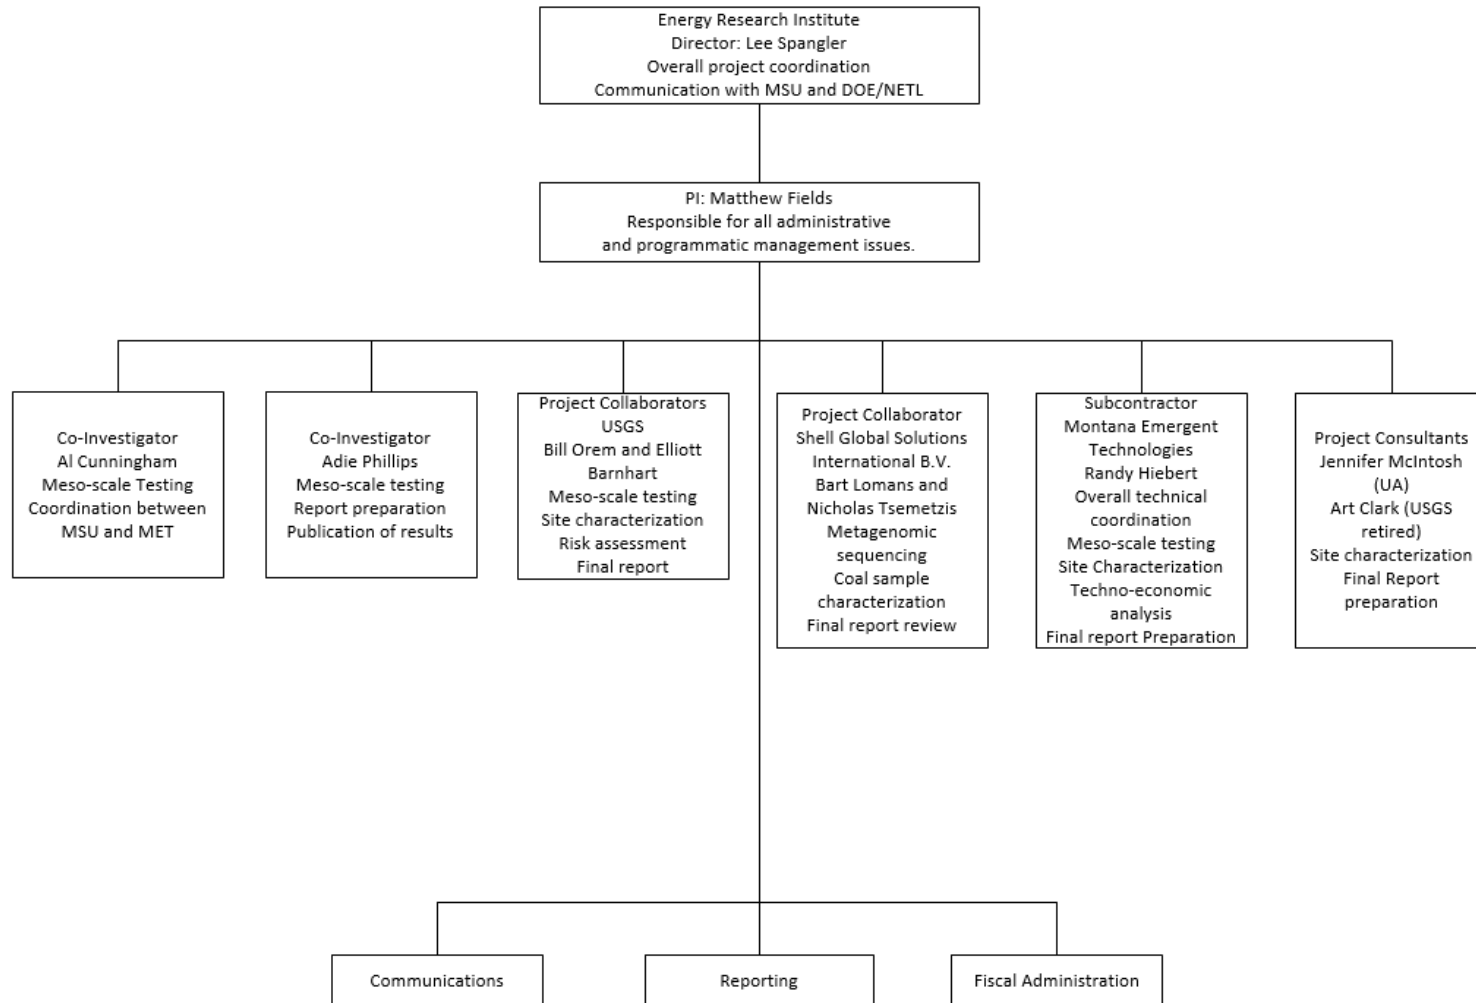 Energy Research Institute
Director: Lee Spangler
Overall project coordination
Communication with MSU and DOE/NETL
PI: Matthew Fields
Responsible for all administrative
and programmatic management issues.
Co-Investigator
Al Cunningham
Meso-scale Testing
Coordination between
MSU and MET
Co-Investigator
Adie Phillips
Meso-scale testing
Report preparation
Publication of results
Project Collaborators
USGS
Bill Orem and Elliott
Barnhart
Meso-scale testing
Site characterization
Risk assessment
Final report
Project Collaborator
Shell Global Solutions
International B.V.
Bart Lomans and
Nicholas Tsemetzis
Metagenomic
sequencing
Coal sample
characterization
Final report review
Subcontractor
Montana Emergent
Technologies
Randy Hiebert
Overall technical
coordination
Meso-scale testing
Site Characterization
Techno-economic
analysis
Final report Preparation
Project Consultants
Jennifer McIntosh
(UA)
Art Clark (USGS
retired)
Site characterization
Final Report
preparation
Communications
Reporting
Fiscal Administration